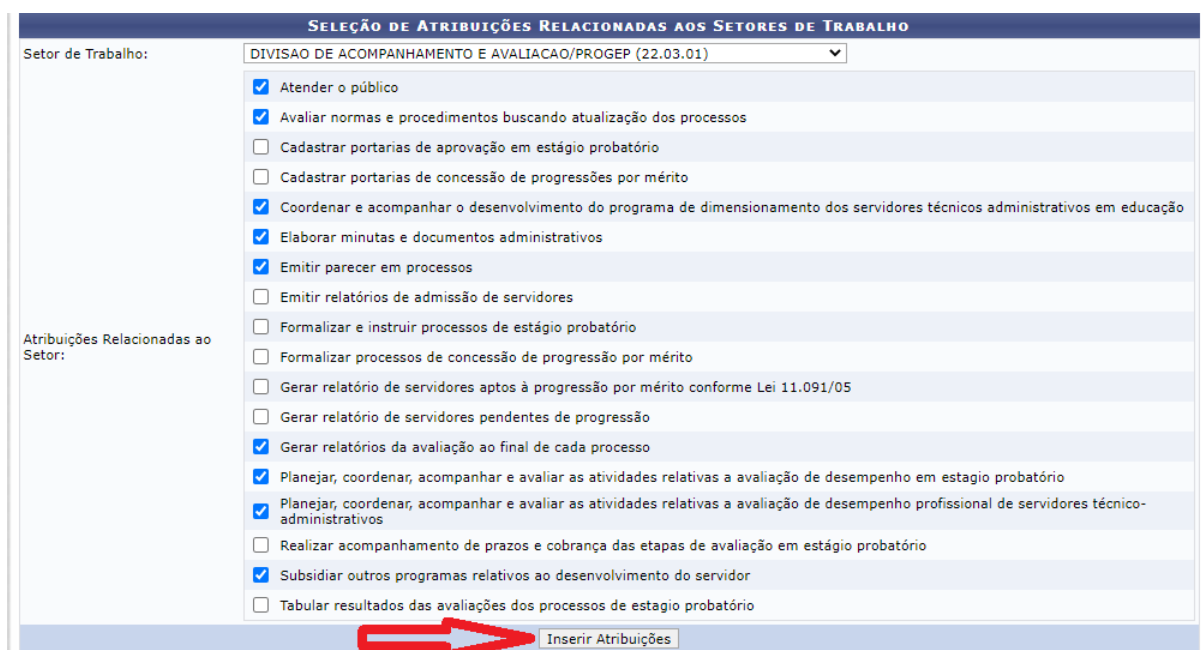 SELEÇÃO DE ATRIBUIÇÕES RELACIONADAS AOS SETORES DE TRABALHO
Setor de Trabalho:
DIVISAO DE ACOMPANHAMENTO E AVALIACAO/PROGEP (22.03.01)
Atribuições Relacionadas ao
Setor:
Atender o público
Avaliar normas e procedimentos buscando atualização dos processos
Cadastrar portarias de aprovação em estágio probatório
Cadastrar portarias de concessão de progressões por mérito
Coordenar e acompanhar o desenvolvimento do programa de dimensionamento dos servidores técnicos administrativos em educação
Elaborar minutas e documentos administrativos
Emitir parecer em processos
Emitir relatórios de admissão de servidores
Formalizar e instruir processos de estágio probatório
Formalizar processos de concessão de progressão por mérito
Gerar relatório de servidores aptos à progressão por mérito conforme Lei 11.091/05
Gerar relatório de servidores pendentes de progressão
Gerar relatórios da avaliação ao final de cada processo
Planejar, coordenar, acompanhar e avaliar as atividades relativas a avaliação de desempenho em estagio probatório
Planejar, coordenar, acompanhar e avaliar as atividades relativas a avaliação de desempenho profissional de servidores técnico-
administrativos
Realizar acompanhamento de prazos e cobrança das etapas de avaliação em estágio probatório
Subsidiar outros programas relativos ao desenvolvimento do servidor
Tabular resultados das avaliações dos processos de estagio probatório
Inserir Atribuições